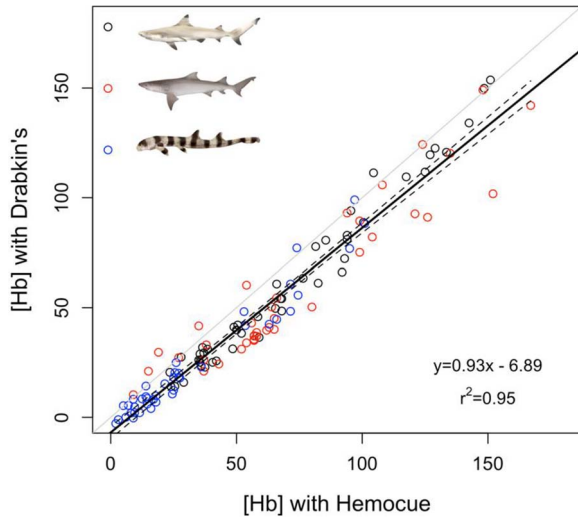 [Hb] with Drabkin's
150
100
50
0
y=0.93x - 6.89
r²=0.95
0 50 100 150
[Hb] with Hemocue